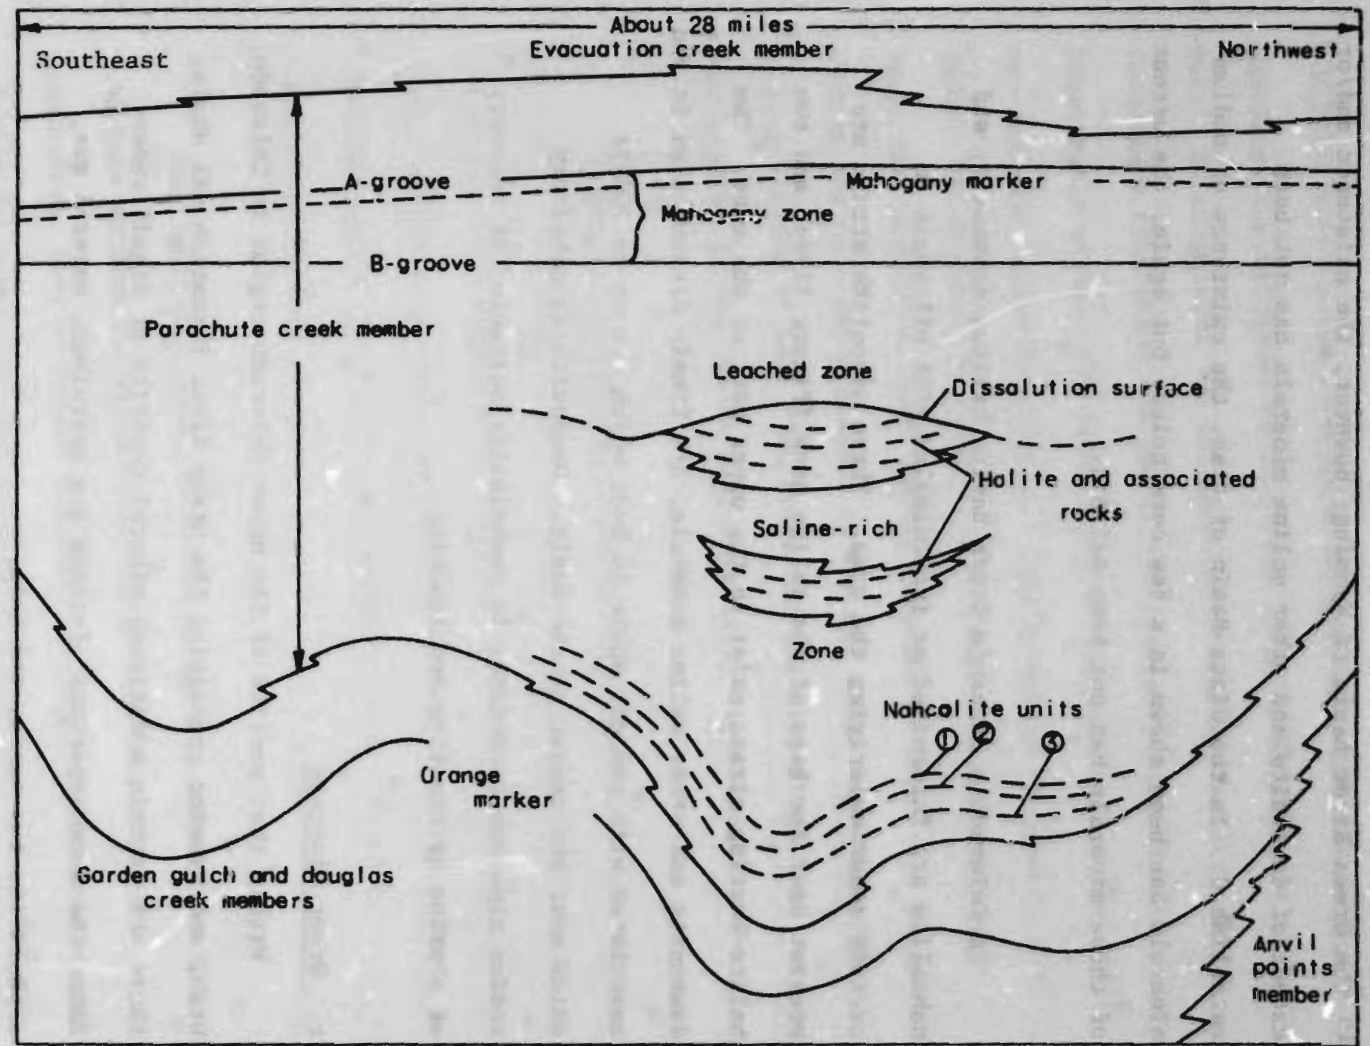 About 28 miles
Southeast
Evacuation creek member
Northwest
A-groove
Mahogany marker
Mahogany zone
B-groove
Parachute creek member
Leached zone
Dissalution surface
Halite and associated
rocks
Saline-rich
Zone
Nahcolite units
1 2 3
Orange
marker
Garden gulch and douglas
creek members
Anvil
points
member